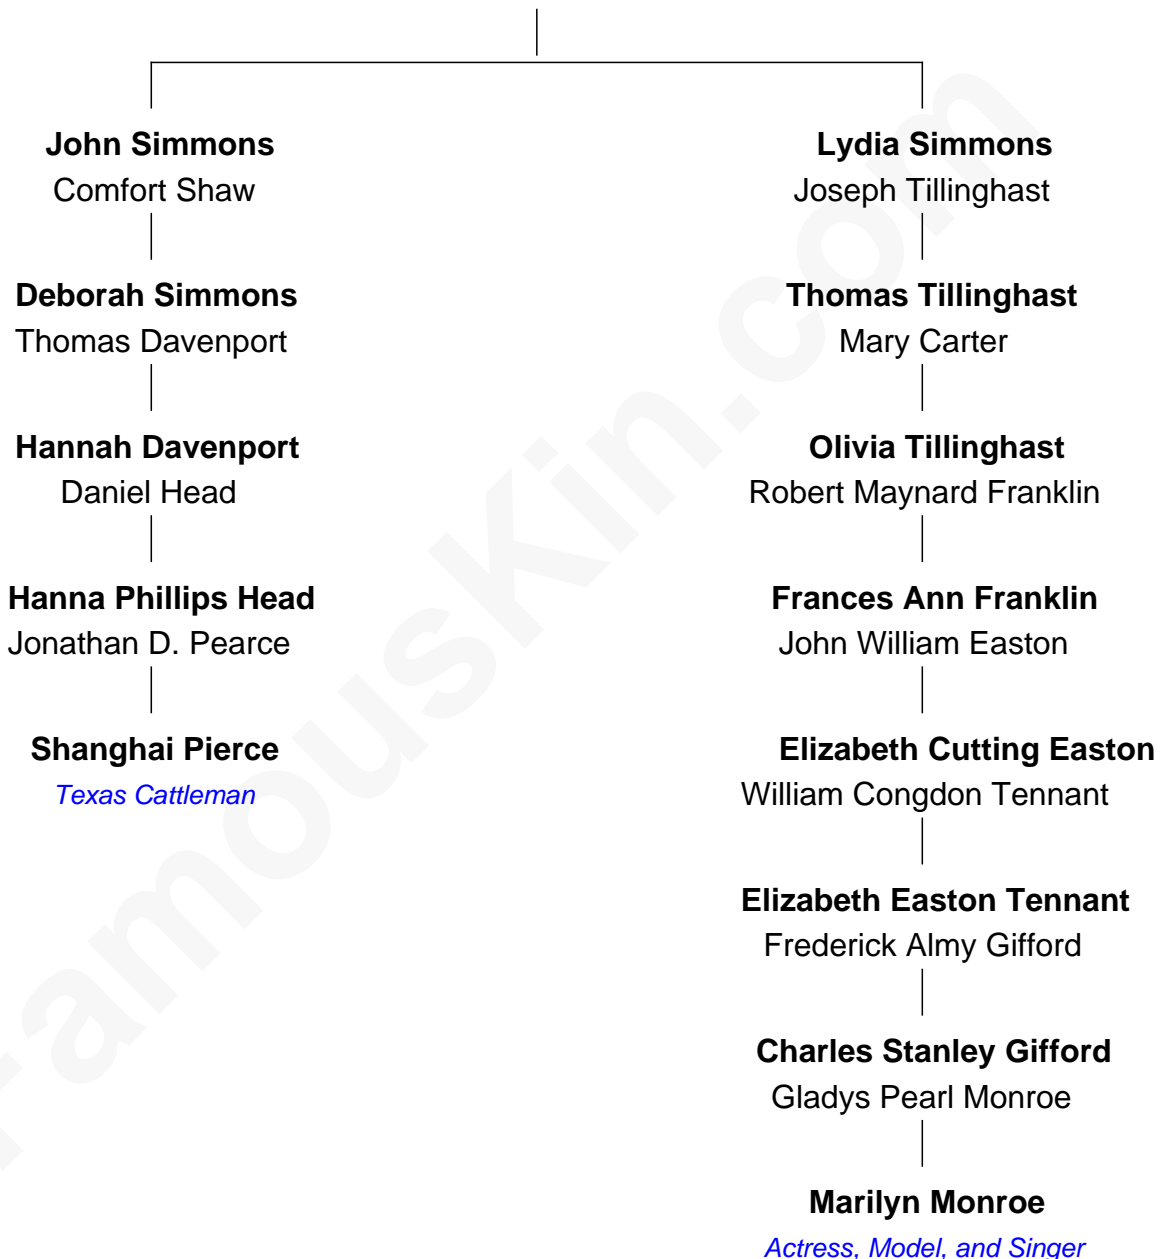 John Simmons
Comfort Shaw
Deborah Simmons
Thomas Davenport
Hannah Davenport
Daniel Head
Hanna Phillips Head
Jonathan D. Pearce
Shanghai Pierce
Texas Cattleman
Lydia Simmons
Joseph Tillinghast
Thomas Tillinghast
Mary Carter
Olivia Tillinghast
Robert Maynard Franklin
Frances Ann Franklin
John William Easton
Elizabeth Cutting Easton
William Congdon Tennant
Elizabeth Easton Tennant
Frederick Almy Gifford
Charles Stanley Gifford
Gladys Pearl Monroe
Marilyn Monroe
Actress, Model, and Singer
FamousKin.com